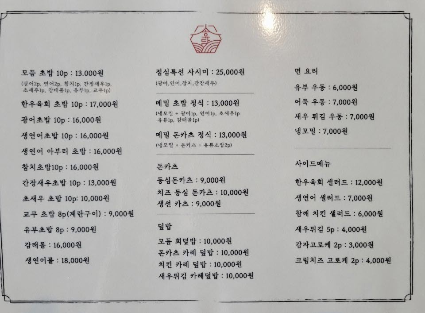 모듬 초밥 10p : 13,000원
한우육회 초밥 10p : 17,000원
광어초밥 10p : 16,000원
생연어초밥 10p : 16,000원
생연어 아부리 초밥 : 16,000원
참치초밥10p : 16,000원
간장새우초밥 10p : 13,000원
초새우 초밥 10p : 10,000원
교꾸 초밥 8p(계란구이) : 9,000원
유부초밥 8p : 9,000원
김해롤 : 16,000원
생연어롤 : 18,000원
점심특선 사시미 : 25,000원
메밀 초밥 정식 : 13,000원
메밀 돈카츠 정식 : 13,000원
돈카츠
등심돈카츠 : 9,000원
치즈 등심 돈카츠 : 10,000원
생선 카츠 : 9,000원
덮밥
모듬 회덮밥 : 10,000원
돈카츠 카레 덮밥 : 10,000원
치킨 카레 덮밥 : 10,000원
새우튀김 카레덮밥 : 10,000원
면 요리
유부 우동 : 6,000원
어묵 우동 : 7,000원
새우 튀김 우동 : 7,000원
냉모밀 : 7,000원
사이드메뉴
한우육회 샐러드 : 12,000원
생연어 샐러드 : 7,000원
참깨 치킨 샐러드 : 6,000원
새우튀김 5p : 4,000원
감자고로케 2p : 3,000원
크림치즈 고로케 2p : 4,000원